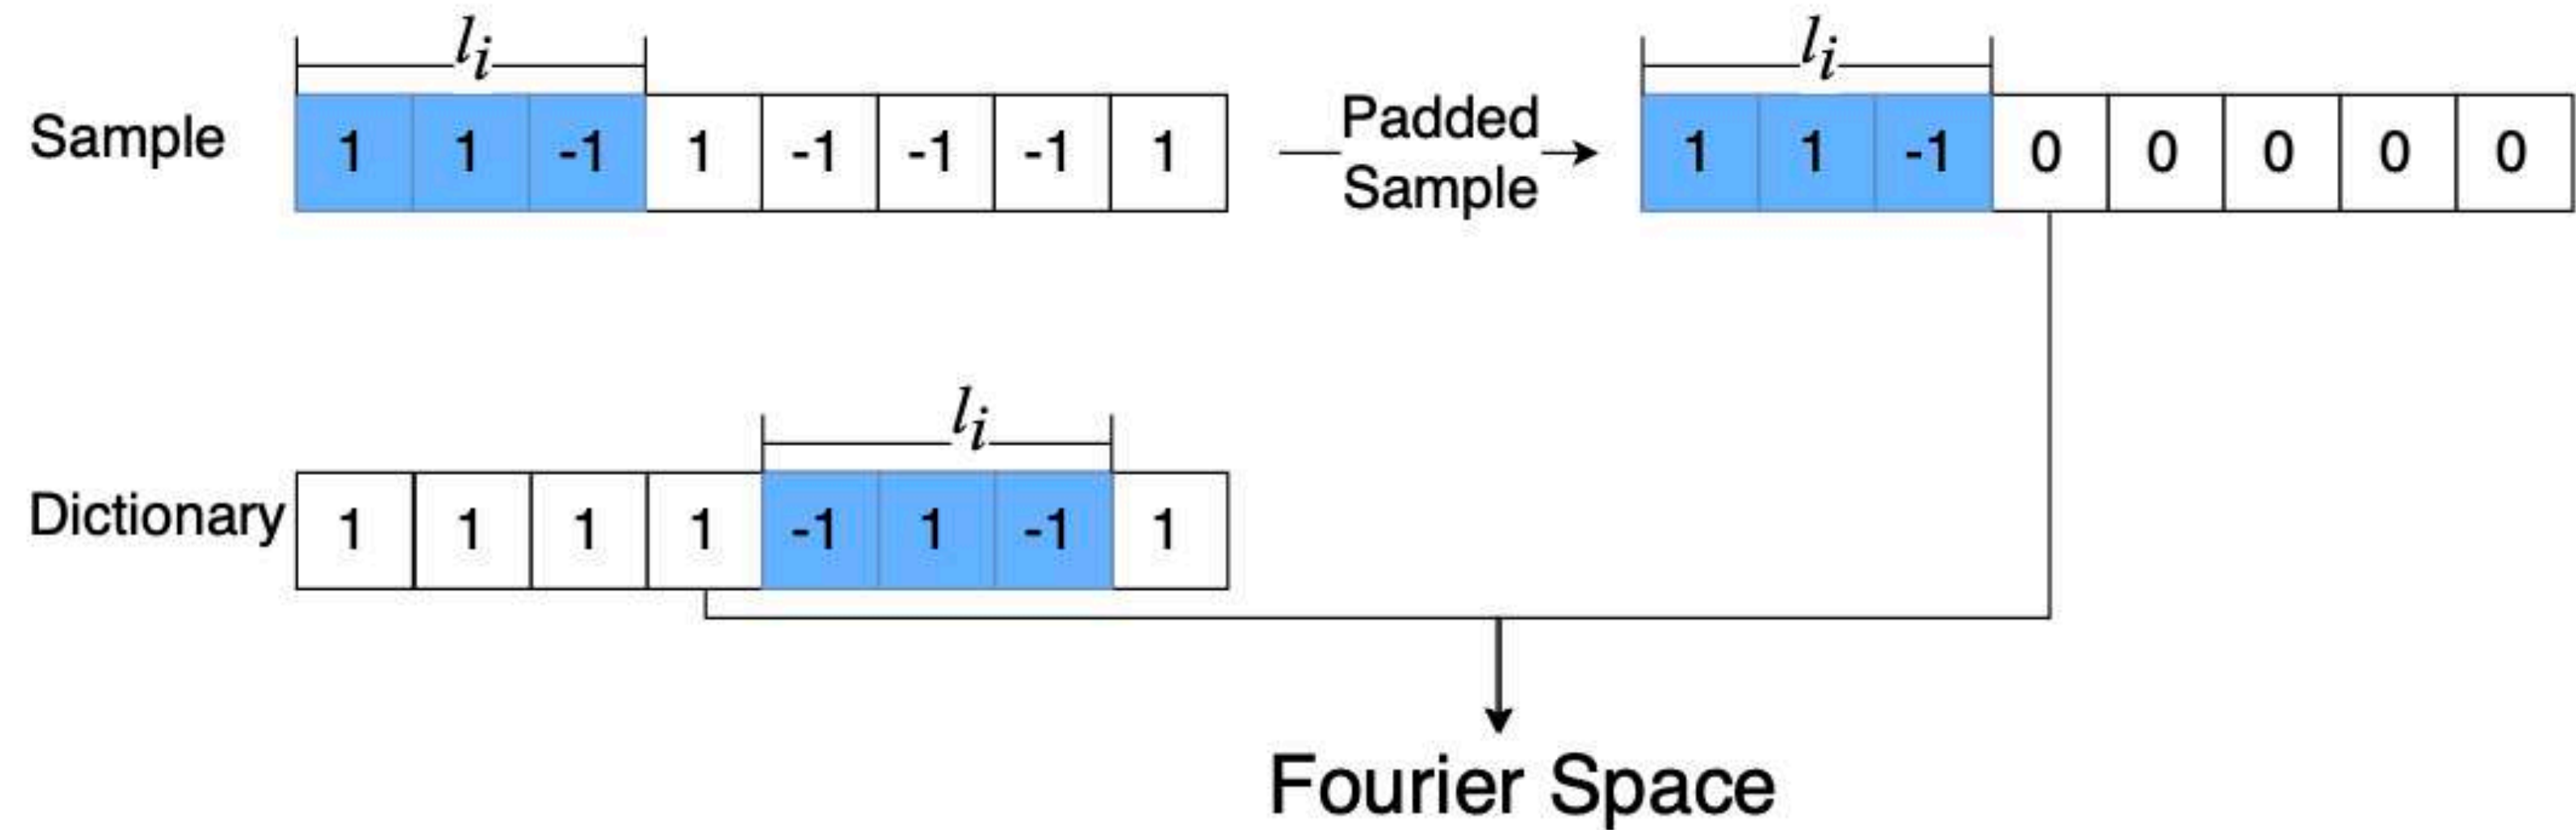 l_i
l_i
Sample 1 1 -1 1 -1 -1 -1 1
Padded
Sample
1 1 -1 0 0 0 0 0
l_i
Dictionary 1 1 1 1 -1 1 -1 1
Fourier Space